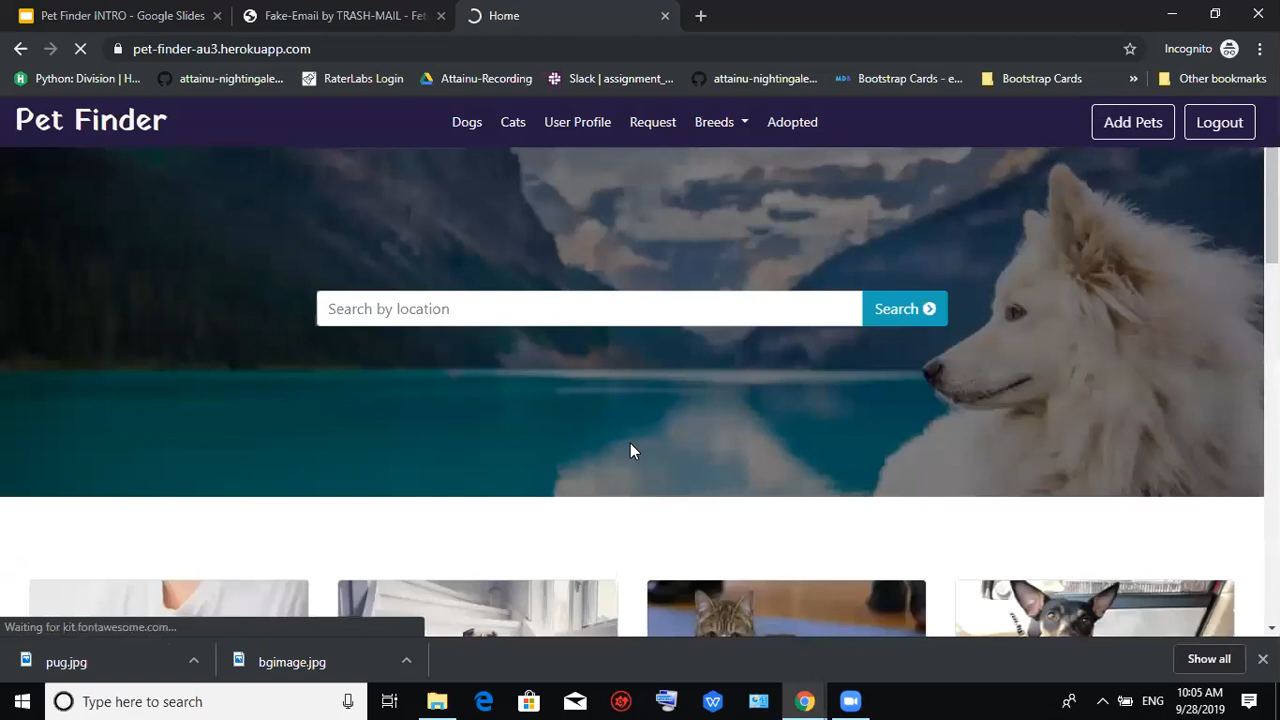 Pet Finder INTRO - Google Slides
Fake-Email by TRASH-MAIL - Fet
Home
pet-finder-au3.herokuapp.com
Incognito
Python: Division | H...
attainu-nightingale...
RaterLabs Login
Attainu-Recording
Slack | assignment_...
attainu-nightingale...
MDB
Bootstrap Cards - e...
Bootstrap Cards
Other bookmarks
Pet Finder
Dogs
Cats
User Profile
Request
Breeds
Adopted
Add Pets
Logout
Search by location
Search
Waiting for kit.fontawesome.com...
pug.jpg
bgimage.jpg
Show all
Type here to search
ENG
10:05 AM
9/28/2019